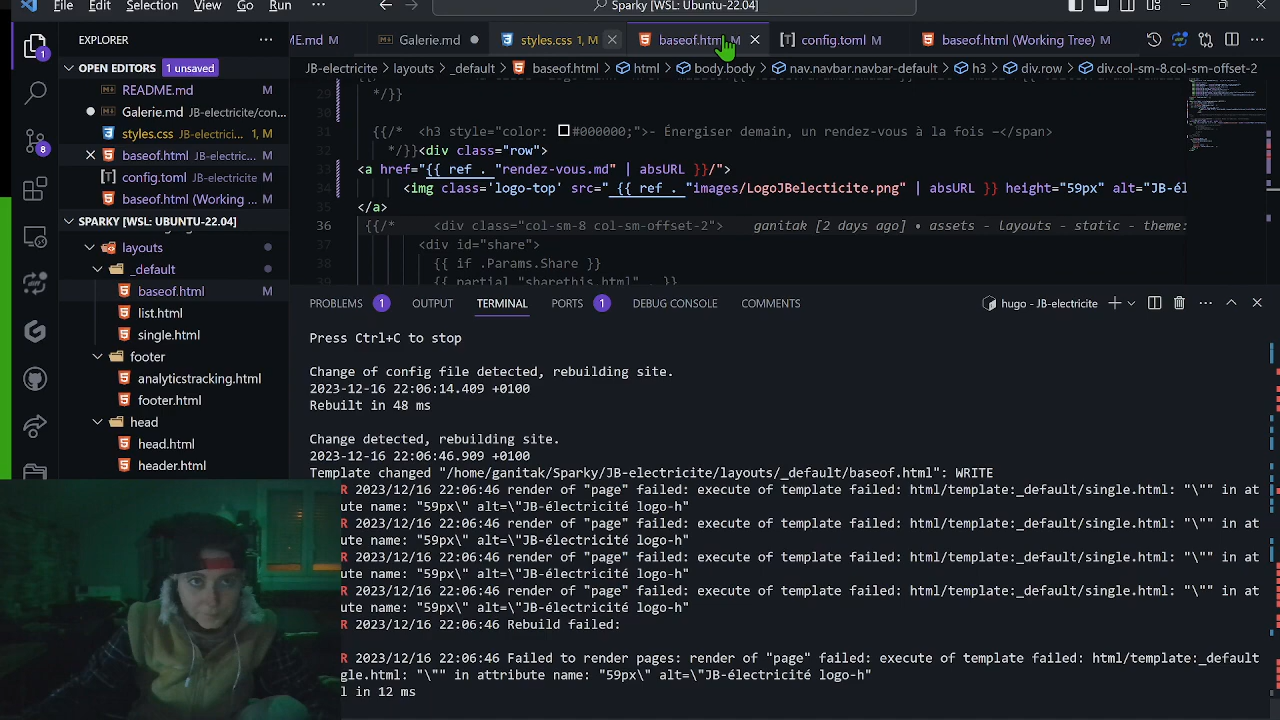 File Edit Selection View Go Run
Sparky [WSL: Ubuntu-22.04]
EXPLORER
ME.md M Galerie.md styles.css 1, M baseof.html M config.toml M baseof.html (Working Tree) M
JB-electricite > layouts > _default > baseof.html > html > body.body > nav.navbar.navbar-default > h3 > div.row > div.col-sm-8.col-sm-offset-2
OPEN EDITORS 1 unsaved
README.md M
Galerie.md JB-electricite/con...
styles.css JB-electrici... 1, M
baseof.html JB-electric... M
config.toml JB-electricite M
baseof.html (Working ... M
SPARKY [WSL: UBUNTU-22.04]
layouts
_default
baseof.html M
list.html
single.html
footer
analyticstracking.html
footer.html
head
head.html
header.html
1
8
29 */}}
30
31 {{/* <h3 style="color: #000000;">- Énergiser demain, un rendez-vous à la fois –</span>
32 */}}<div class="row">
33 <a href="{{ ref . "rendez-vous.md" | absURL }}/">
34 <img class='logo-top' src=" {{ ref . "images/LogoJBelecticite.png" | absURL }} height="59px" alt="JB-él
35 </a>
36 {{/* <div class="col-sm-8 col-sm-offset-2"> ganitak [2 days ago] • assets - Layouts - static - theme:
37 <div id="share">
38 {{ if .Params.Share }}
39 {{ partial "sharethis.html" . }}
PROBLEMS 1 OUTPUT TERMINAL PORTS 1 DEBUG CONSOLE COMMENTS
hugo - JB-electricite
Press Ctrl+C to stop
Change of config file detected, rebuilding site.
2023-12-16 22:06:14.409 +0100
Rebuilt in 48 ms
Change detected, rebuilding site.
2023-12-16 22:06:46.909 +0100
Template changed "/home/ganitak/Sparky/JB-electricite/layouts/_default/baseof.html": WRITE
R 2023/12/16 22:06:46 render of "page" failed: execute of template failed: html/template:_default/single.html: "\"" in at
ute name: "59px\" alt=\"JB-électricité logo-h"
R 2023/12/16 22:06:46 render of "page" failed: execute of template failed: html/template:_default/single.html: "\"" in at
ute name: "59px\" alt=\"JB-électricité logo-h"
R 2023/12/16 22:06:46 render of "page" failed: execute of template failed: html/template:_default/single.html: "\"" in at
ute name: "59px\" alt=\"JB-électricité logo-h"
R 2023/12/16 22:06:46 render of "page" failed: execute of template failed: html/template:_default/single.html: "\"" in at
ute name: "59px\" alt=\"JB-électricité logo-h"
R 2023/12/16 22:06:46 Rebuild failed:
R 2023/12/16 22:06:46 Failed to render pages: render of "page" failed: execute of template failed: html/template:_default
gle.html: "\"" in attribute name: "59px\" alt=\"JB-électricité logo-h"
l in 12 ms